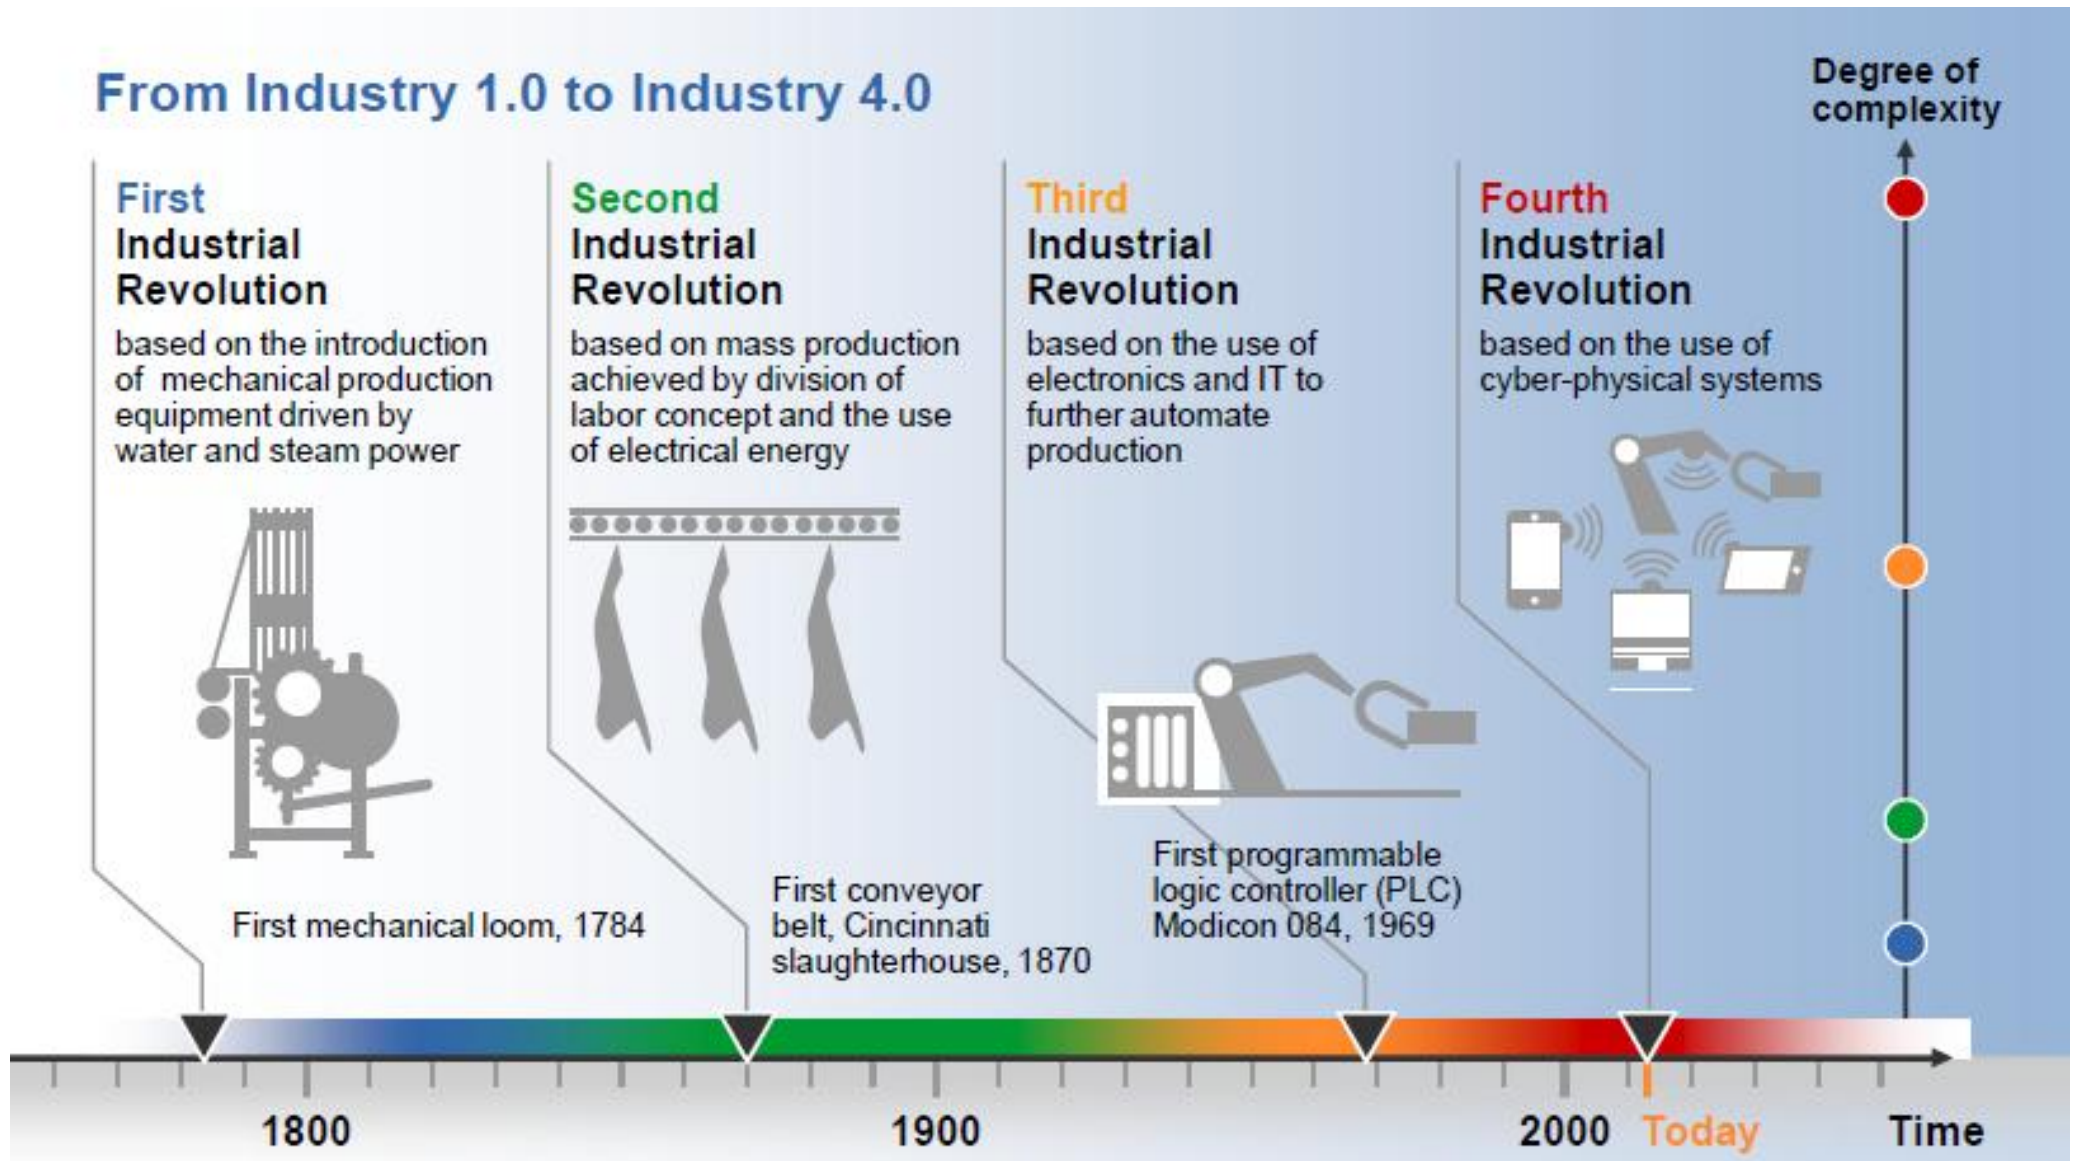 From Industry 1.0 to Industry 4.0
Degree of
complexity
First
Industrial
Revolution
based on the introduction
of mechanical production
equipment driven by
water and steam power
First mechanical loom, 1784
Second
Industrial
Revolution
based on mass production
achieved by division of
labor concept and the use
of electrical energy
First conveyor
belt, Cincinnati
slaughterhouse, 1870
Third
Industrial
Revolution
based on the use of
electronics and IT to
further automate
production
First programmable
logic controller (PLC)
Modicon 084, 1969
Fourth
Industrial
Revolution
based on the use of
cyber-physical systems
1800
1900
2000
Today
Time